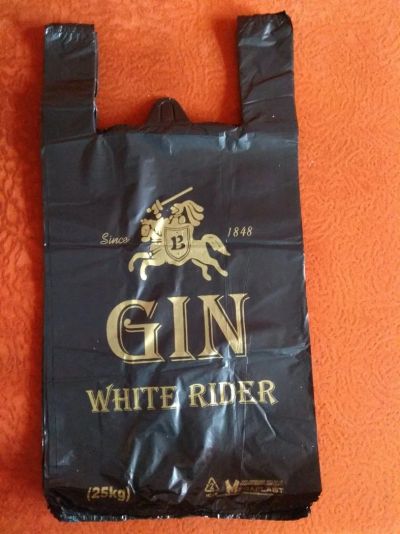 Since 1848
B
GIN
WHITE RIDER
(25kg)